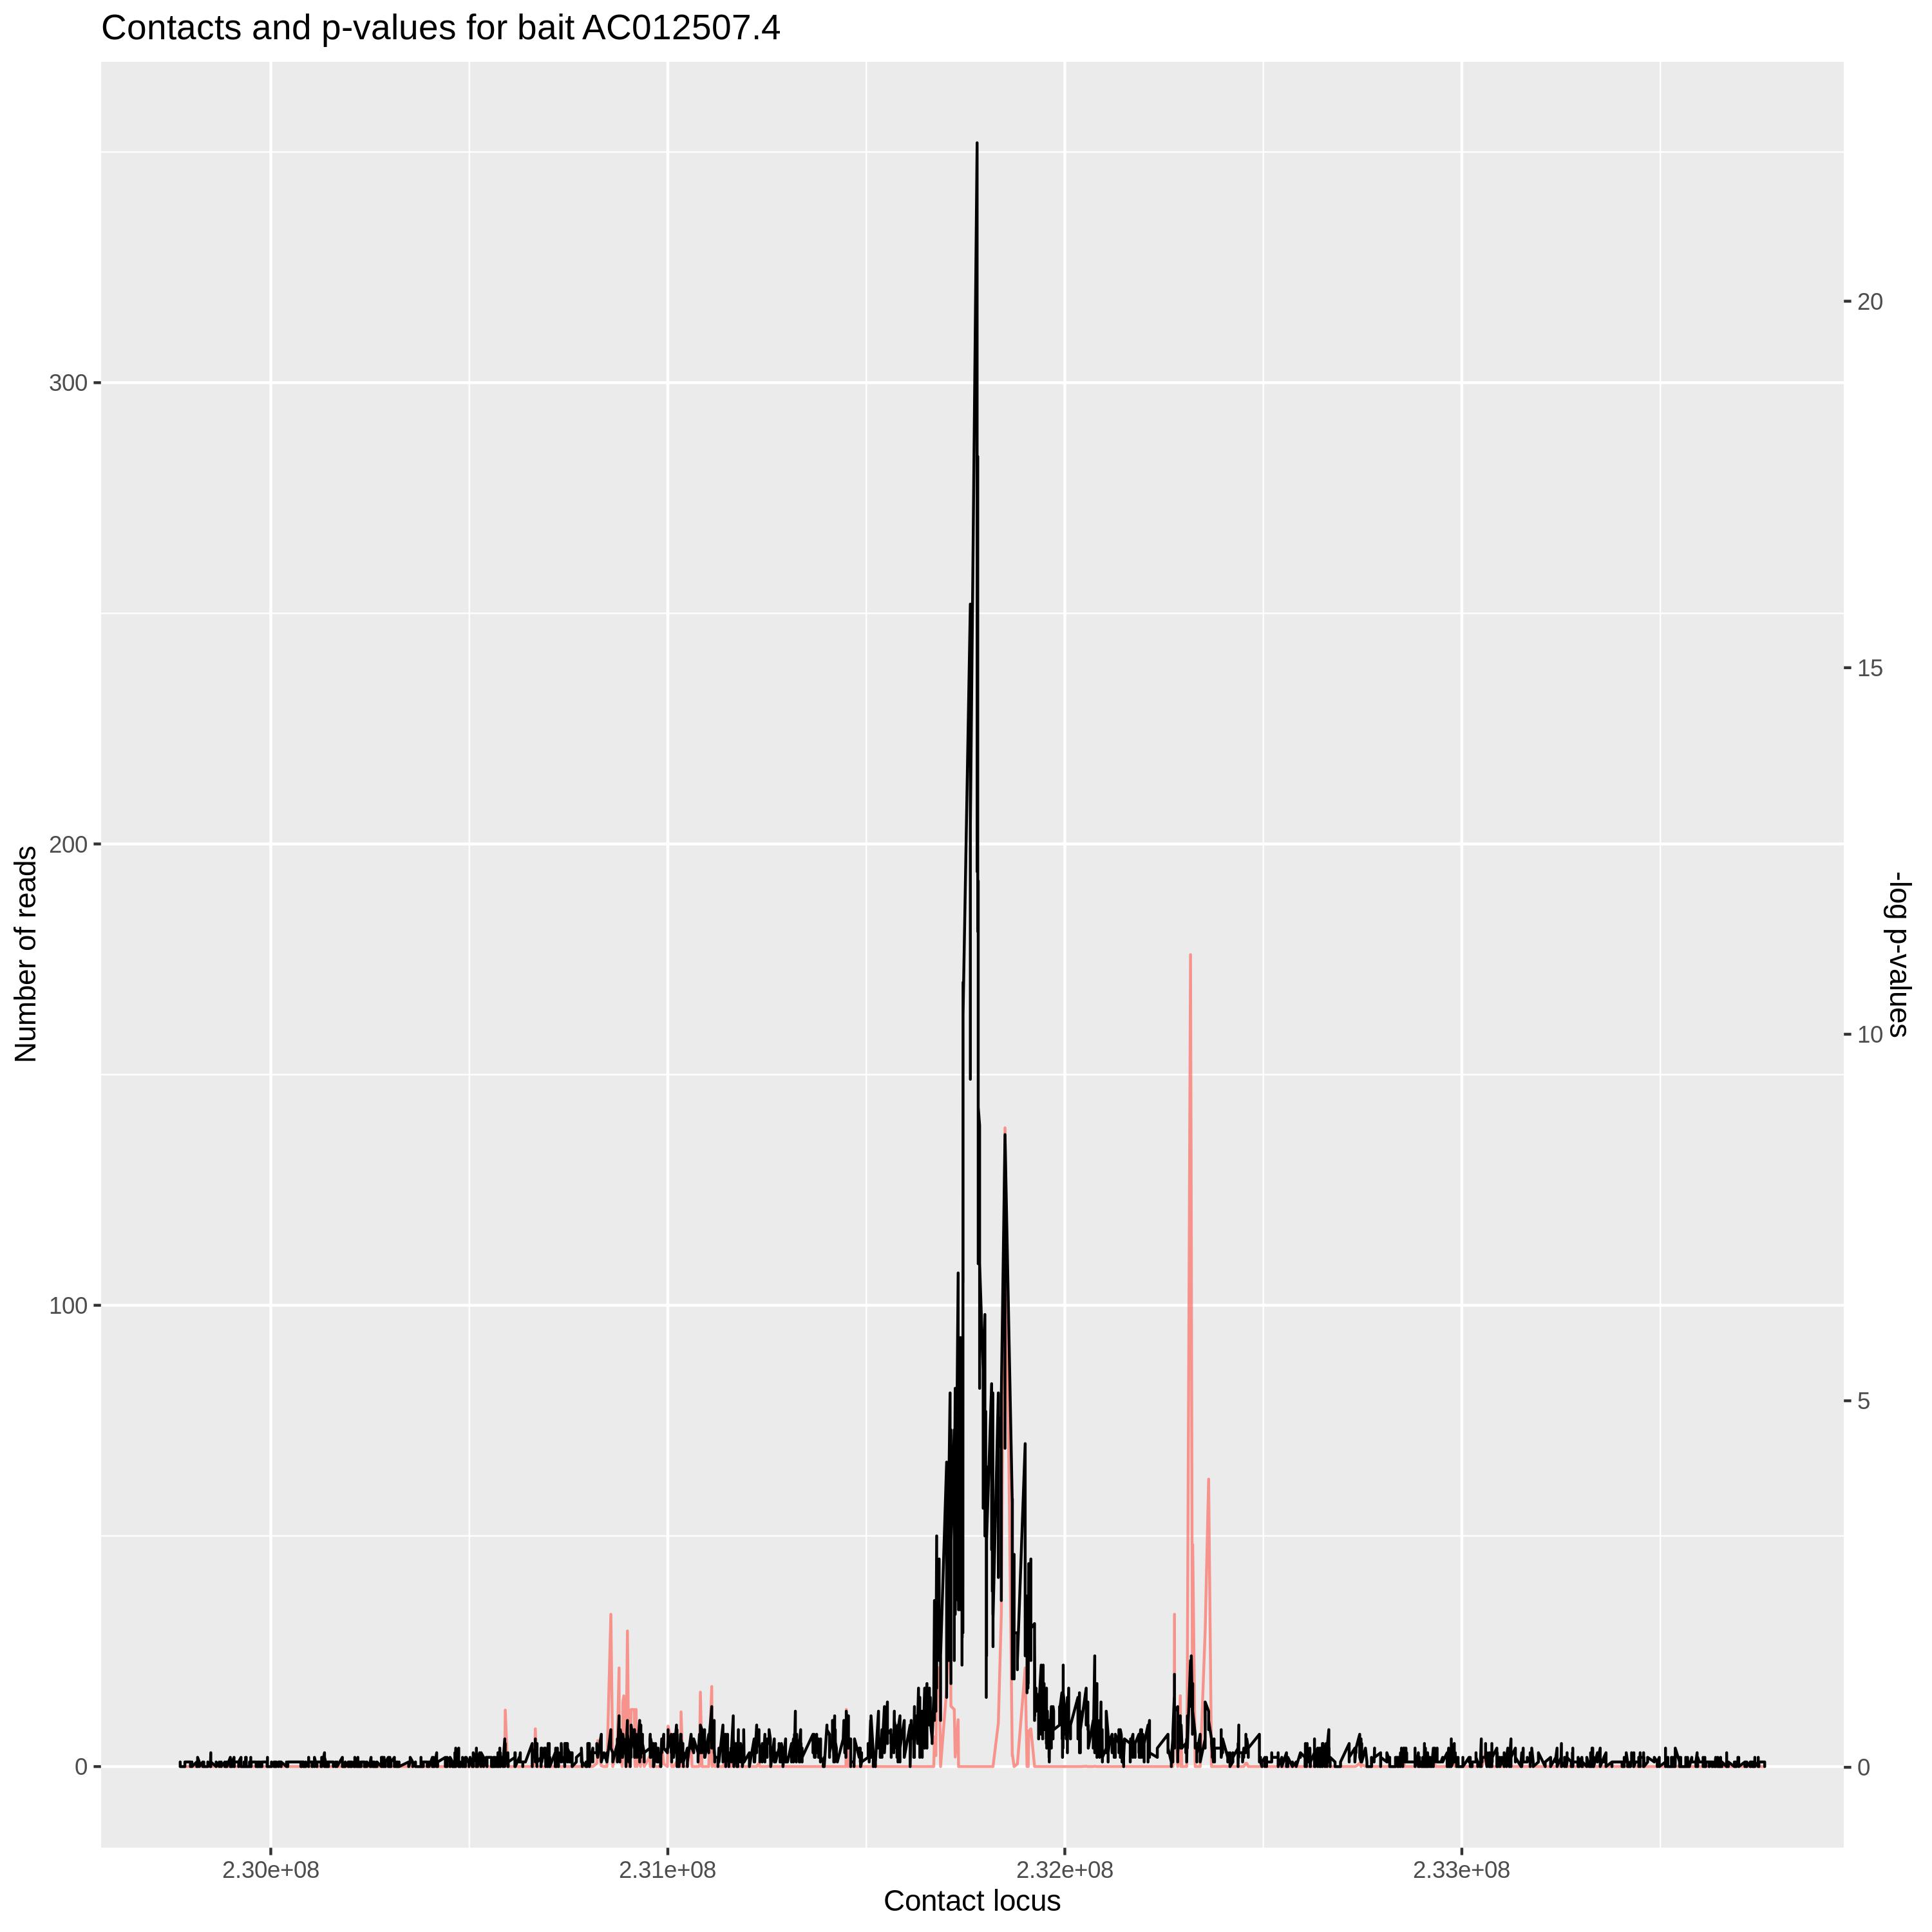 Contacts and p-values for bait AC012507.4
Number of reads
300
200
100
0
20
15
10
5
0
-log p-values
2.30e+08
2.31e+08
2.32e+08
2.33e+08
Contact locus